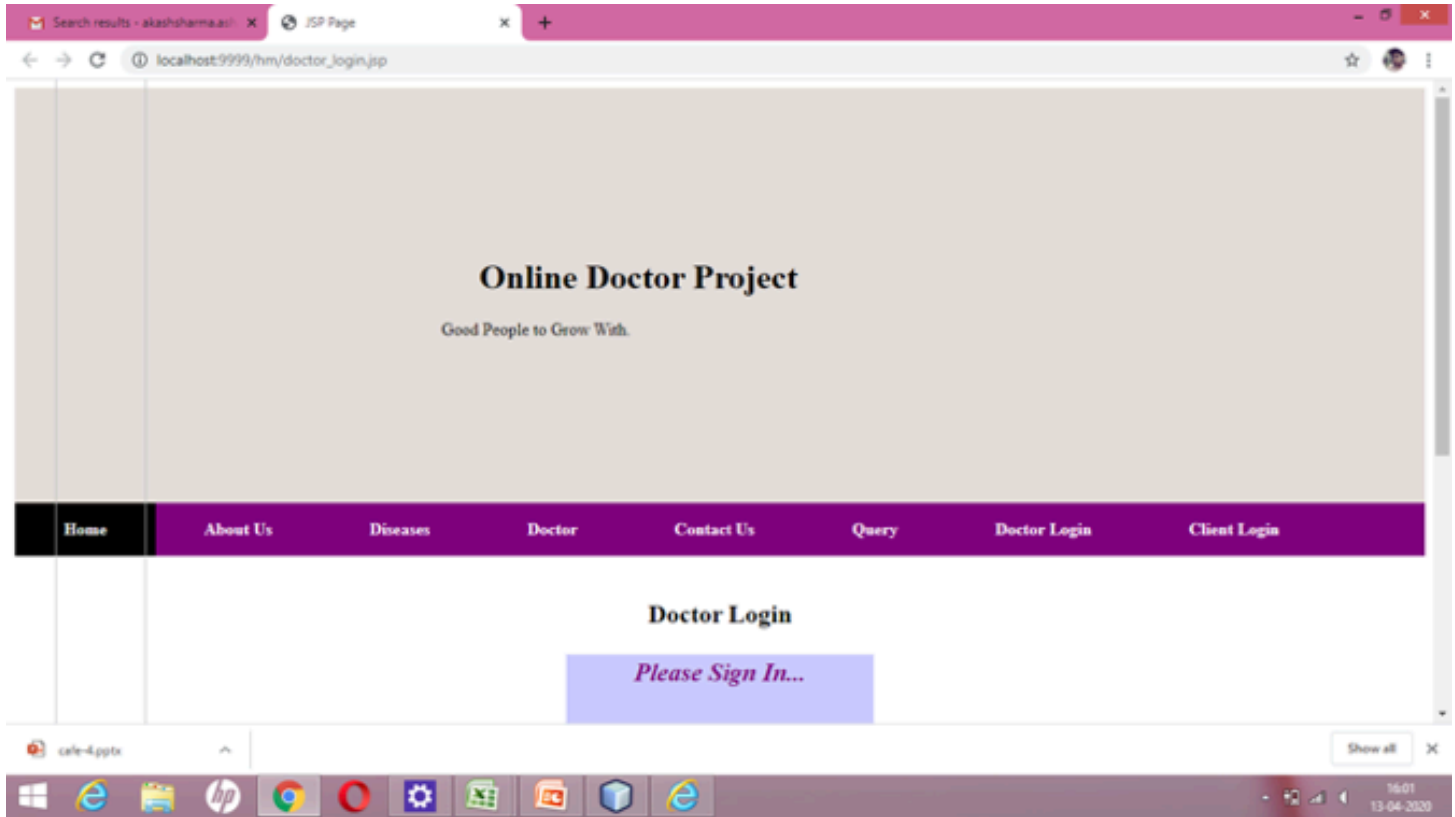 Search results - akashsharma.ash
JSP Page
localhost:9999/hm/doctor_login.jsp
Online Doctor Project
Good People to Grow With.
Home About Us Diseases Doctor Contact Us Query Doctor Login Client Login
Doctor Login
Please Sign In...
cafe-4.pptx
Show all
hp
16:01
13-04-2020